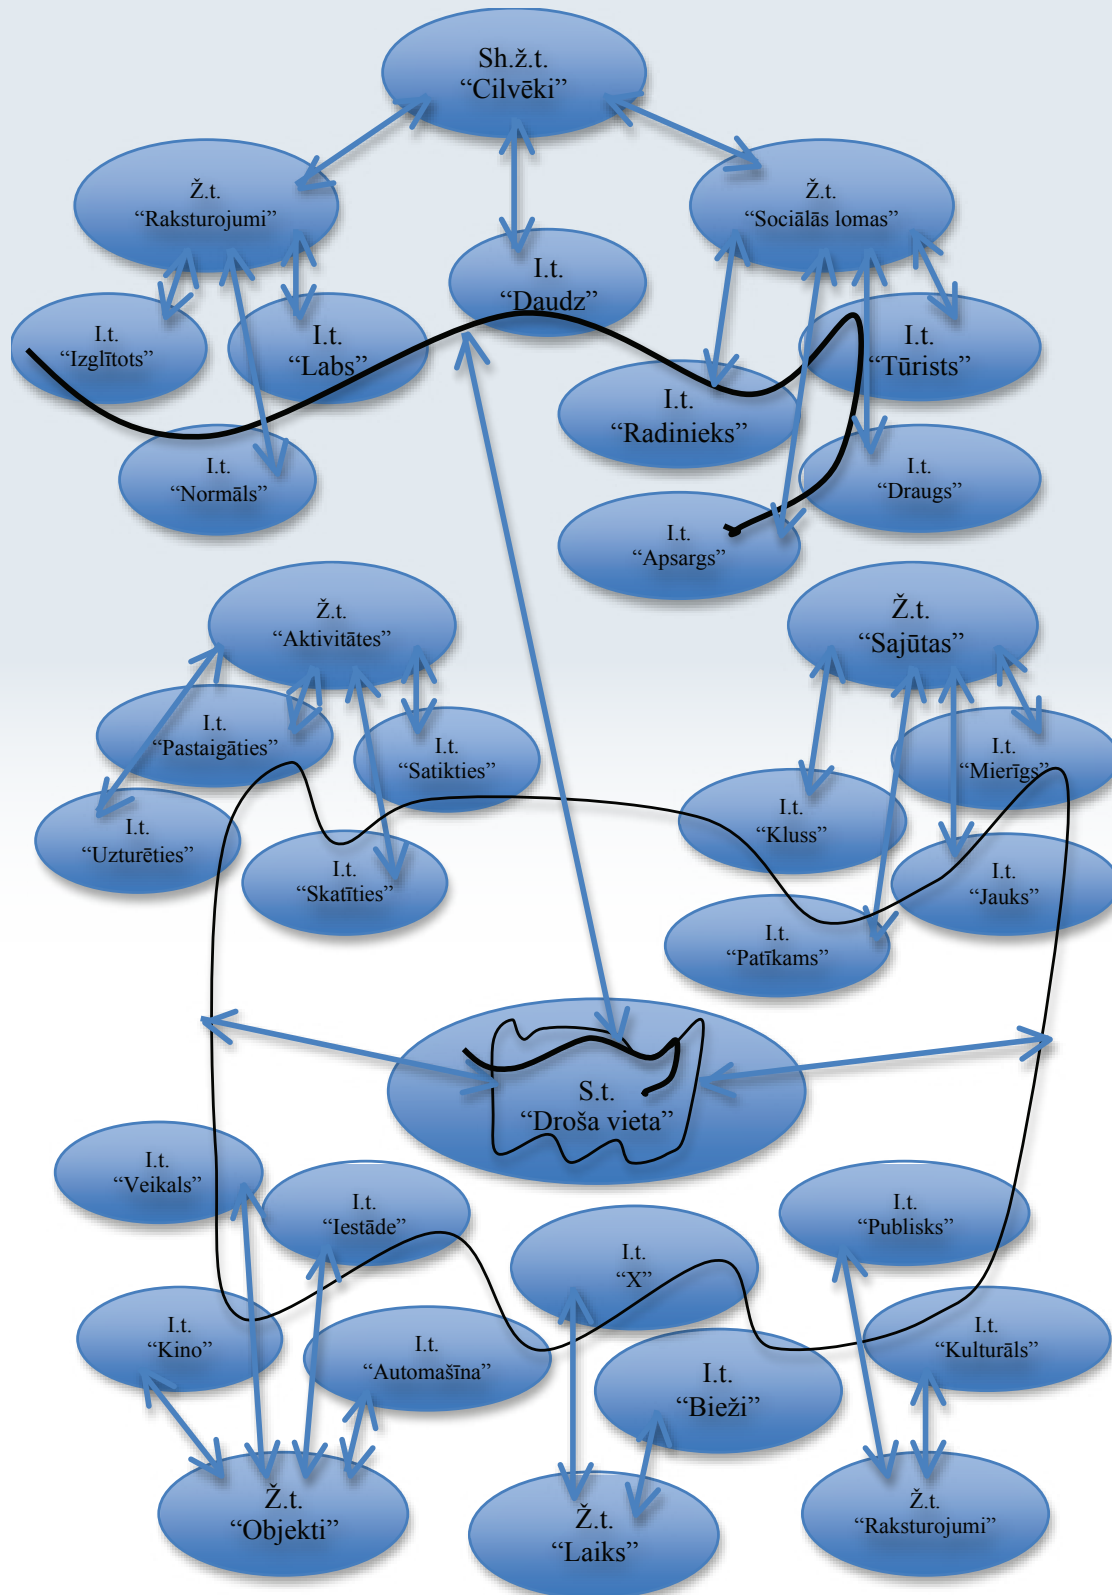 Sh.ž.t.
“Cilvēki”
Ž.t.
“Raksturojumi”
Ž.t.
“Sociālās lomas”
I.t.
“Daudz”
I.t.
“Izglītots”
I.t.
“Labs”
I.t.
“Tūrists”
I.t.
“Radinieks”
I.t.
“Normāls”
I.t.
“Draugs”
I.t.
“Apsargs”
Ž.t.
“Aktivitātes”
Ž.t.
“Sajūtas”
I.t.
“Pastaigāties”
I.t.
“Satikties”
I.t.
“Mierīgs”
I.t.
“Uzturēties”
I.t.
“Kluss”
I.t.
“Skatīties”
I.t.
“Jauks”
I.t.
“Patīkams”
S.t.
“Droša vieta”
I.t.
“Veikals”
I.t.
“Iestāde”
I.t.
“Publisks”
I.t.
“X”
I.t.
“Kino”
I.t.
“Automašīna”
I.t.
“Bieži”
I.t.
“Kulturāls”
Ž.t.
“Objekti”
Ž.t.
“Laiks”
Ž.t.
“Raksturojumi”